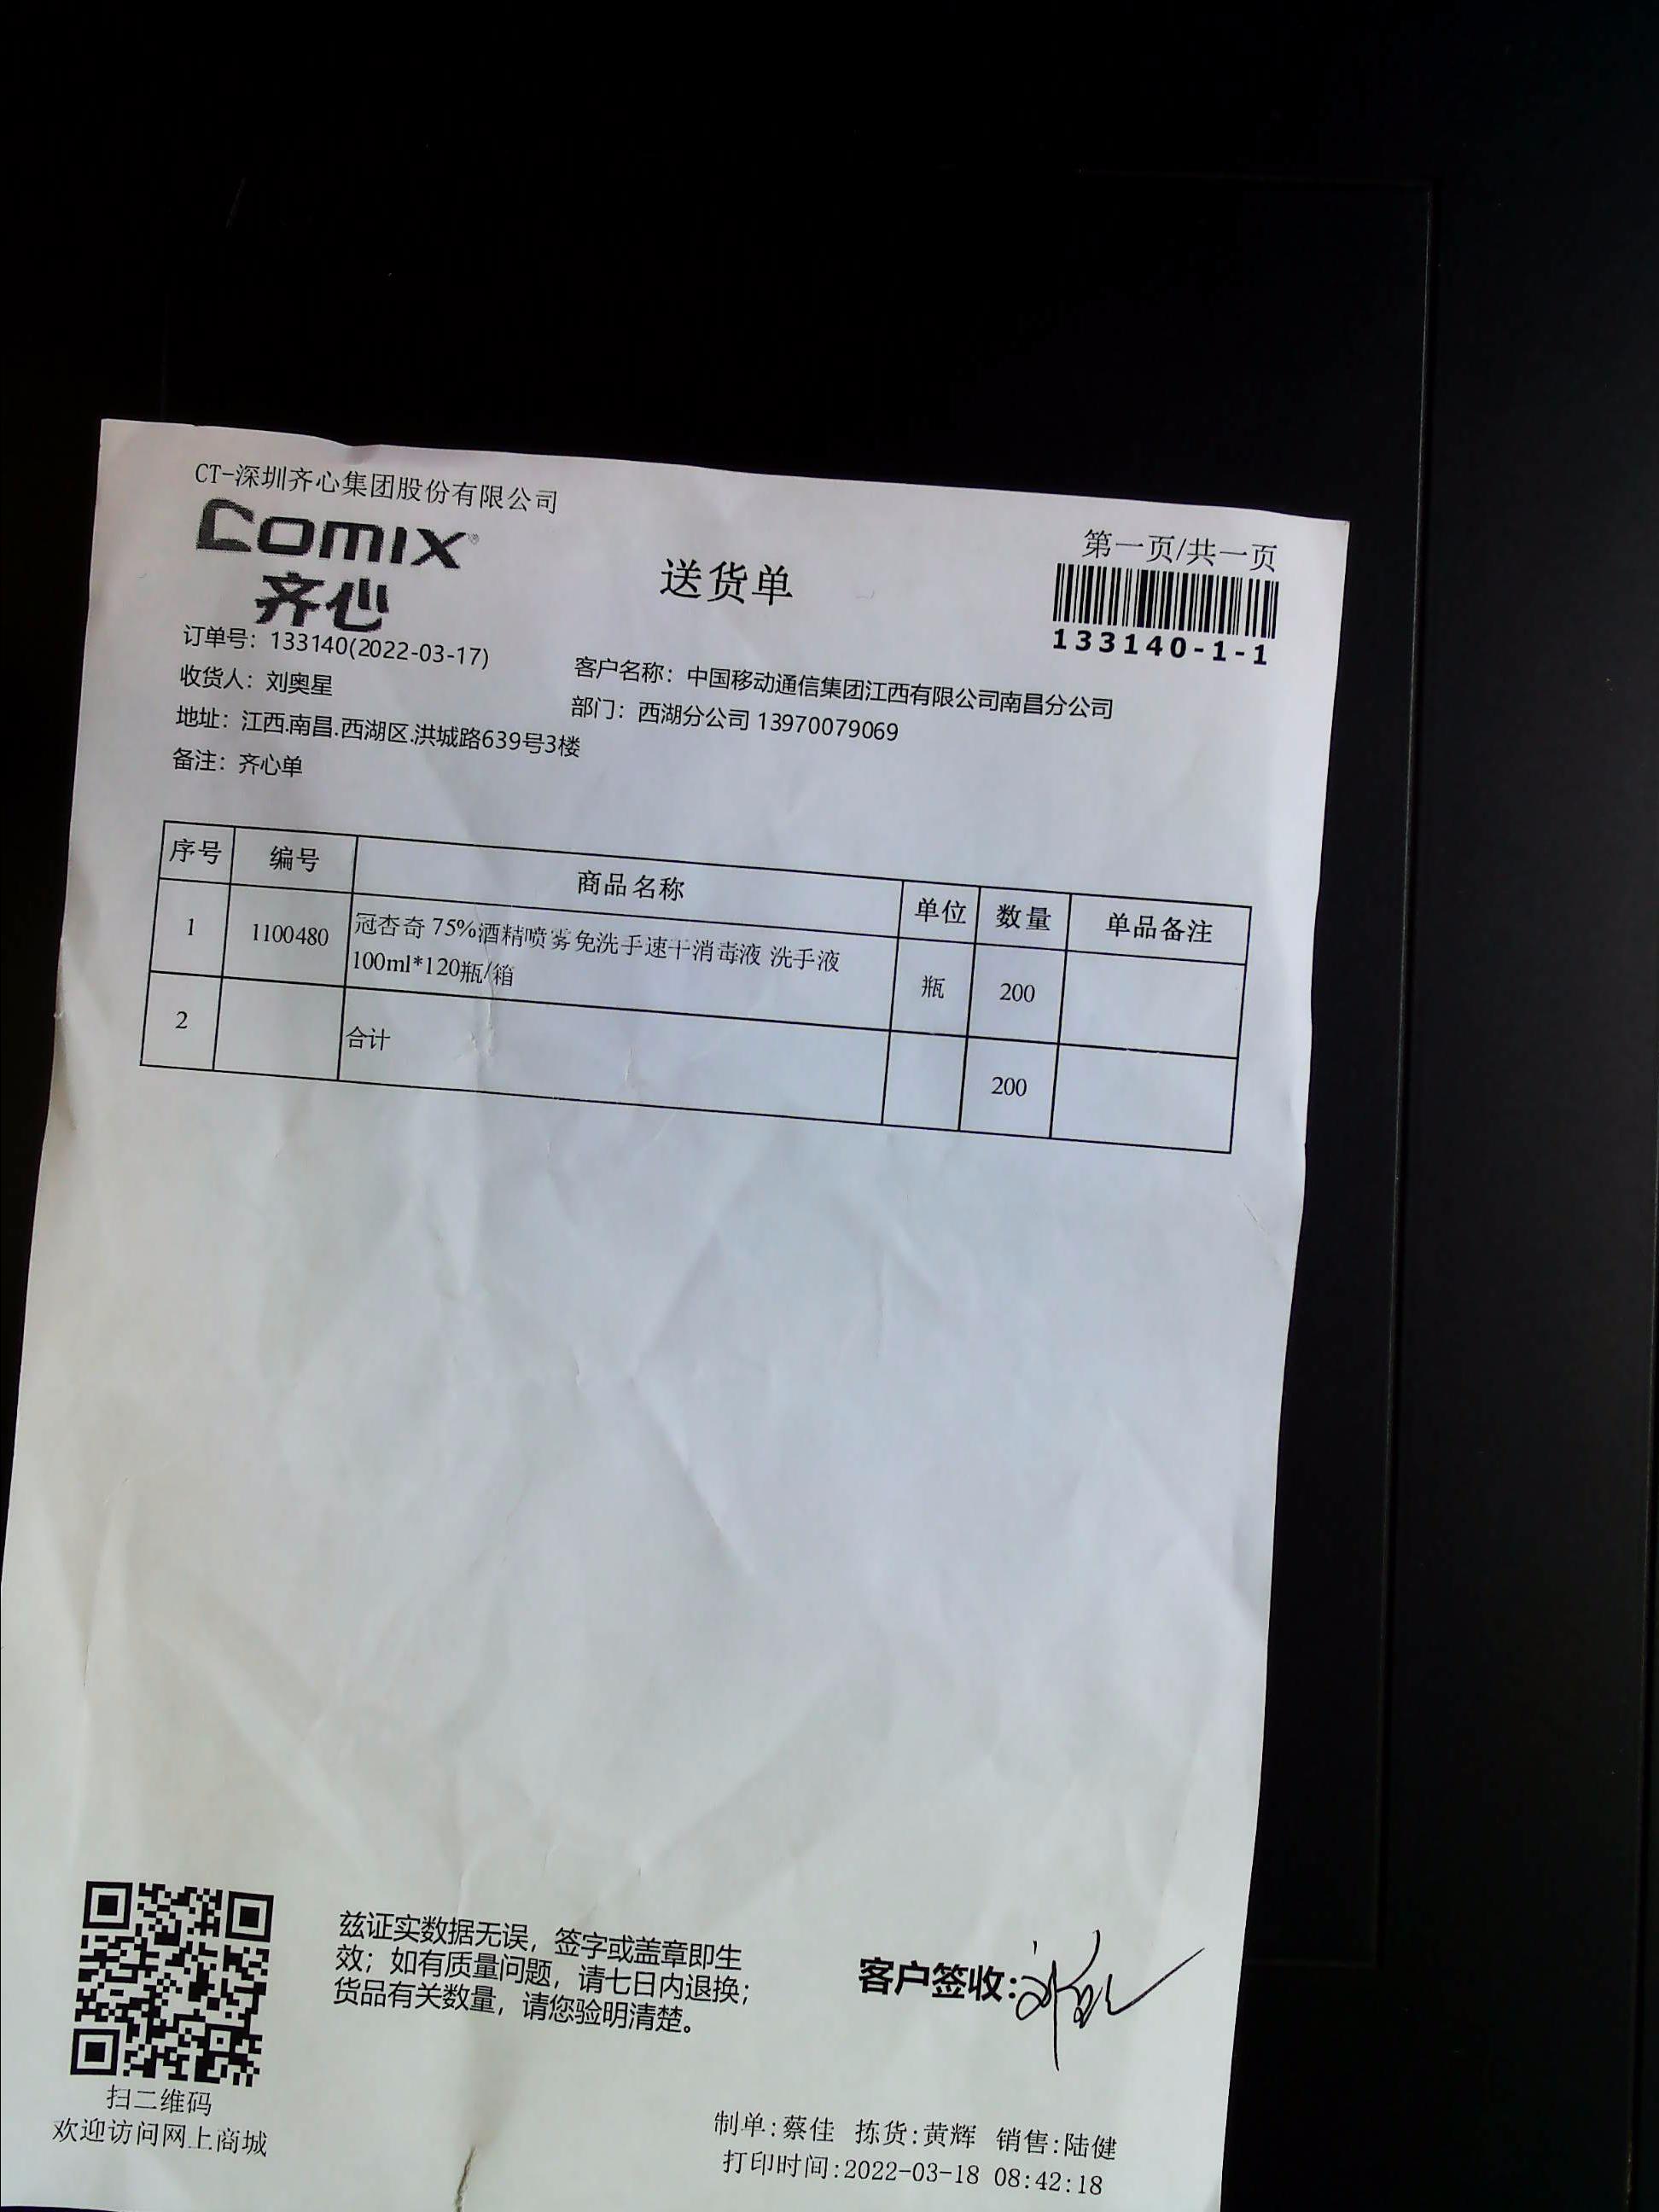 CT-深圳齐心集团股份有限公司
COMIX®
齐心
送货单
第一页/共一页
133140-1-1
订单号：133140(2022-03-17)
收货人：刘奥星
客户名称：中国移动通信集团江西有限公司南昌分公司
地址：江西.南昌.西湖区.洪城路639号3楼
部门：西湖分公司 13970079069
备注：齐心单
序号 编号 商品名称 单位 数量 单品备注
1 1100480 冠杏奇 75%酒精喷雾免洗手速干消毒液 洗手液 瓶 200
100ml*120瓶/箱
2 合计 200
兹证实数据无误，签字或盖章即生
效；如有质量问题，请七日内退换；
货品有关数量，请您验明清楚。
客户签收:
扫二维码
欢迎访问网上商城
制单:蔡佳 拣货:黄辉 销售:陆健
打印时间:2022-03-18 08:42:18